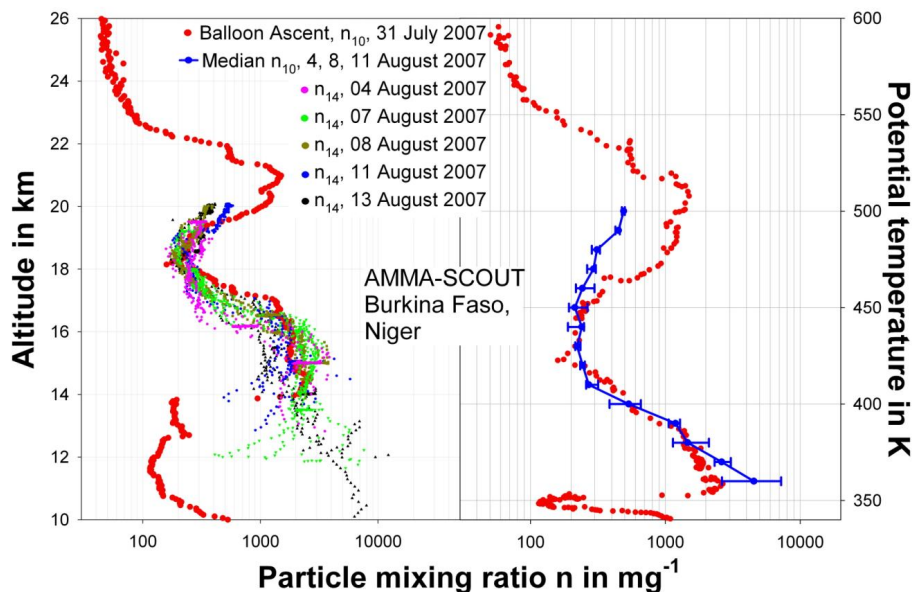 Balloon Ascent, n10, 31 July 2007
Median n10, 4, 8, 11 August 2007
n14, 04 August 2007
n14, 07 August 2007
n14, 08 August 2007
n14, 11 August 2007
n14, 13 August 2007
AMMA-SCOUT
Burkina Faso,
Niger
Altitude in km
26
24
22
20
18
16
14
12
10
100 1000 10000
100 1000 10000
Particle mixing ratio n in mg-1
600
550
500
450
400
350
Potential temperature in K